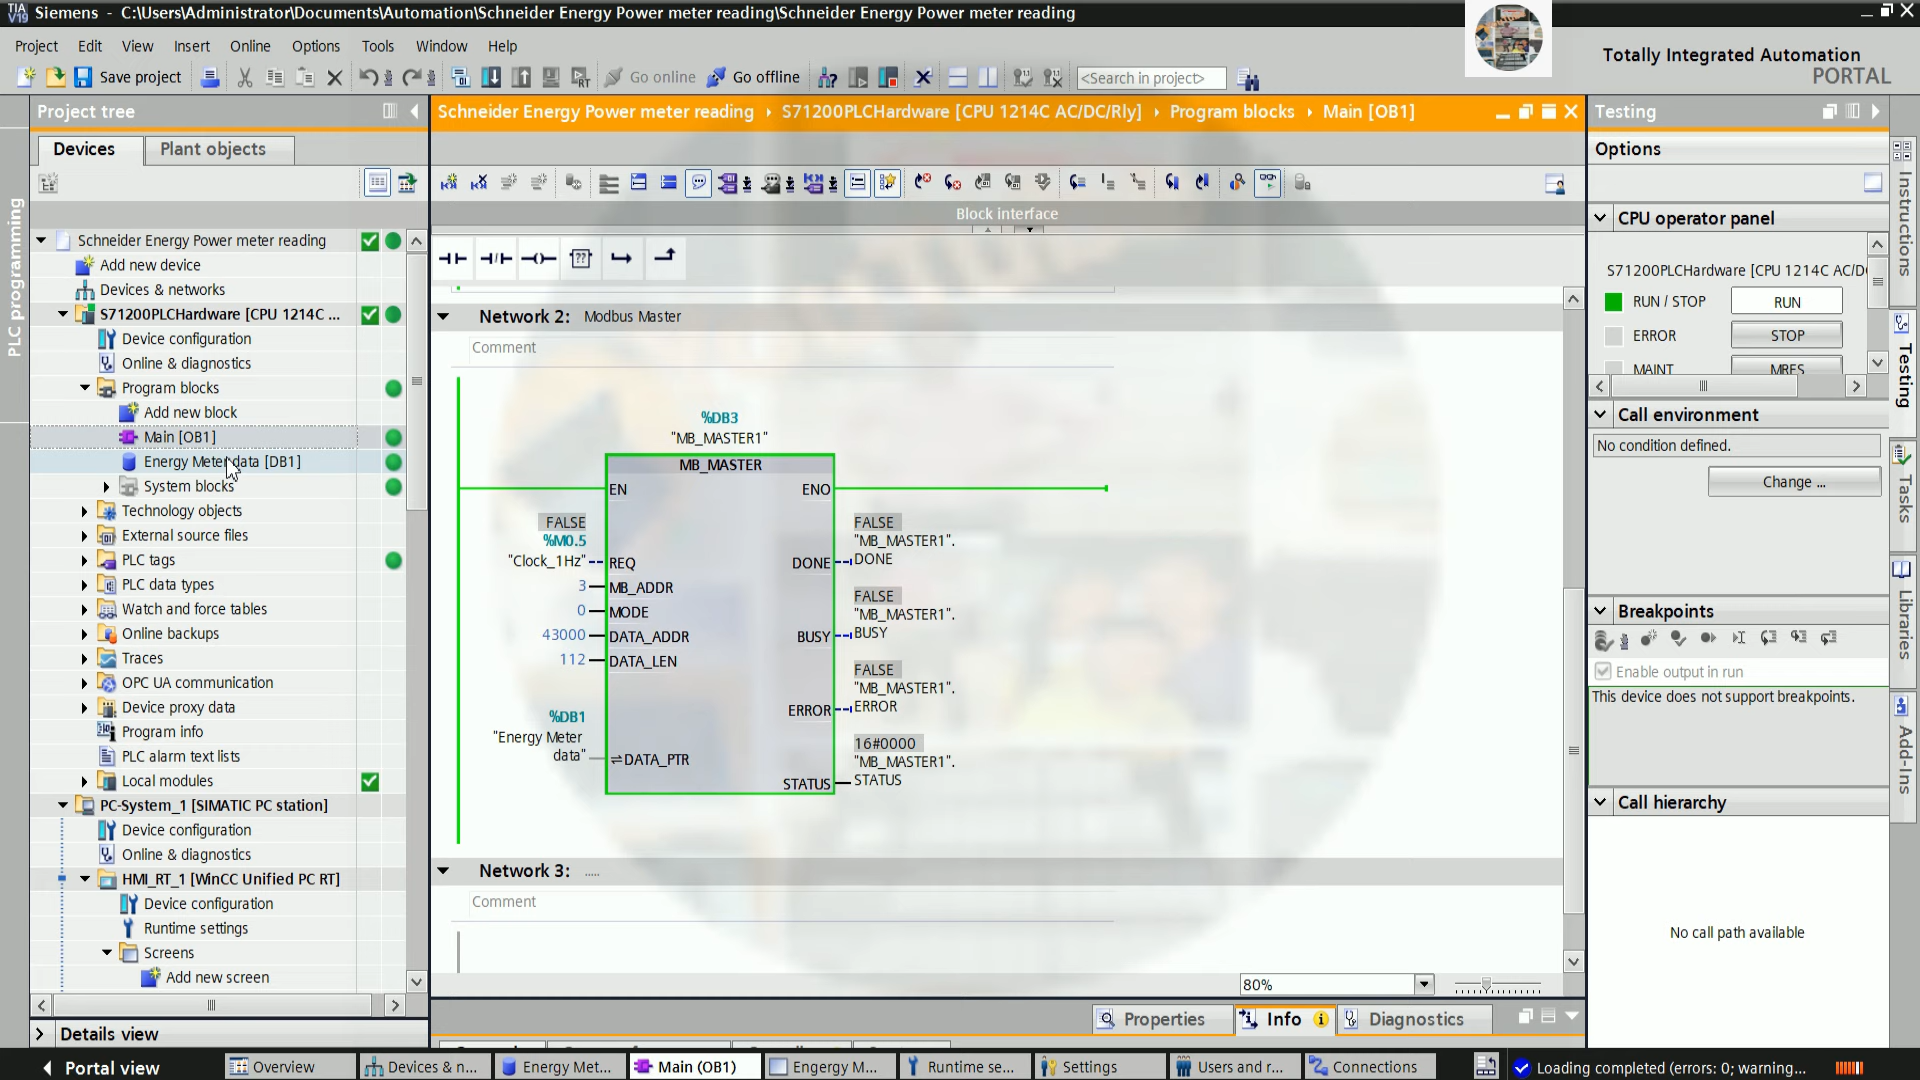 TIA
V19
Siemens - C:\Users\Administrator\Documents\Automation\Schneider Energy Power meter reading\Schneider Energy Power meter reading
Project Edit View Insert Online Options Tools Window Help
Totally Integrated Automation
PORTAL
Save project
Go online
Go offline
<Search in project>
Project tree
Schneider Energy Power meter reading
S71200PLCHardware [CPU 1214C AC/DC/Rly]
Program blocks
Main [OB1]
Testing
Devices
Plant objects
Options
Block interface
CPU operator panel
PLC programming
Schneider Energy Power meter reading
Add new device
Devices & networks
S71200PLCHardware [CPU 1214C ...
Device configuration
Online & diagnostics
Program blocks
Add new block
Main [OB1]
Energy Meter data [DB1]
System blocks
Technology objects
External source files
PLC tags
PLC data types
Watch and force tables
Online backups
Traces
OPC UA communication
Device proxy data
Program info
PLC alarm text lists
Local modules
PC-System_1 [SIMATIC PC station]
Device configuration
Online & diagnostics
HMI_RT_1 [WinCC Unified PC RT]
Device configuration
Runtime settings
Screens
Add new screen
Details view
??
Network 2: Modbus Master
Comment
%DB3
"MB_MASTER1"
MB_MASTER
EN
ENO
FALSE
%M0.5
"Clock_1Hz"
REQ
3
MB_ADDR
0
MODE
43000
DATA_ADDR
112
DATA_LEN
%DB1
"Energy Meter
data"
DATA_PTR
FALSE
"MB_MASTER1".
DONE
DONE
FALSE
"MB_MASTER1".
BUSY
BUSY
FALSE
"MB_MASTER1".
ERROR
ERROR
16#0000
"MB_MASTER1".
STATUS
STATUS
Network 3: .....
Comment
80%
Properties
Info
Diagnostics
S71200PLCHardware [CPU 1214C AC/D
RUN / STOP
RUN
ERROR
STOP
MAINT
MRES
Call environment
No condition defined.
Change ...
Breakpoints
Enable output in run
This device does not support breakpoints.
Call hierarchy
No call path available
Instructions
Testing
Tasks
Libraries
Add-Ins
Portal view
Overview
Devices & n...
Energy Met...
Main (OB1)
Engergy M...
Runtime se...
Settings
Users and r...
Connections
Loading completed (errors: 0; warning...